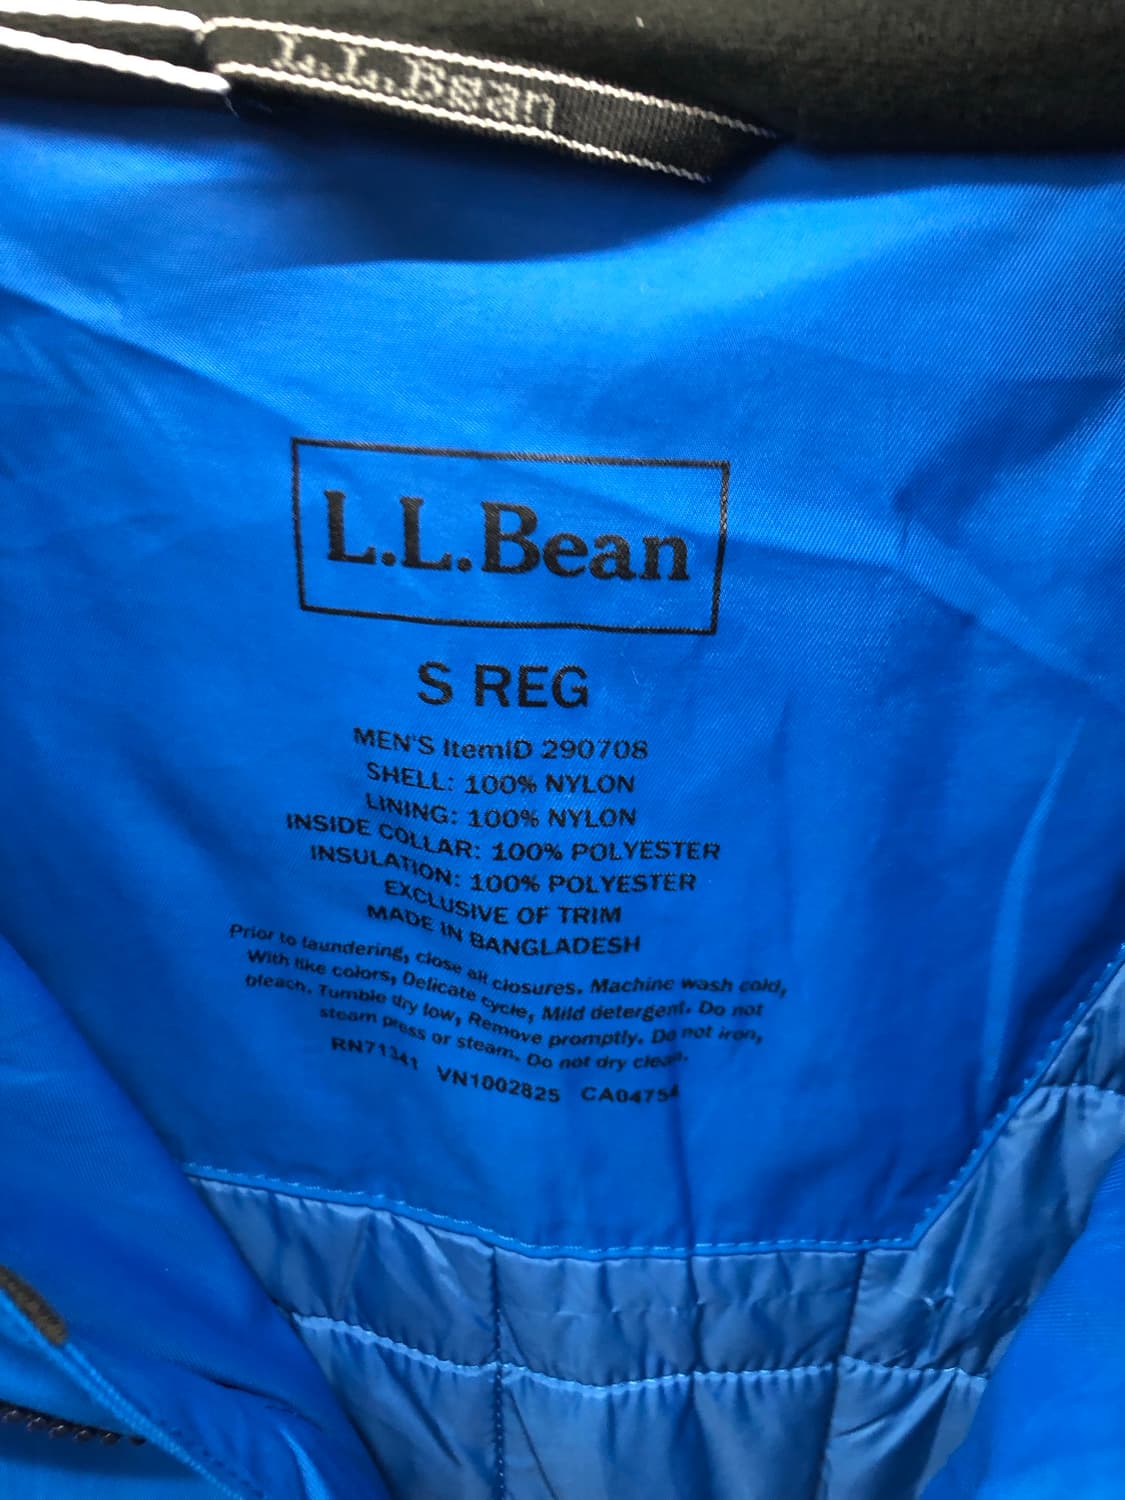 L.L.Bean
L.L.Bean
S REG
MEN'S ItemID 290708
SHELL: 100% NYLON
LINING: 100% NYLON
INSIDE COLLAR: 100% POLYESTER
INSULATION: 100% POLYESTER
EXCLUSIVE OF TRIM
MADE IN BANGLADESH
Prior to laundering, close all closures. Machine wash cold,
With like colors, Delicate cycle, Mild detergent. Do not
bleach. Tumble dry low, Remove promptly. Do not iron,
steam press or steam. Do not dry clean.
RN71341 VN1002825 CA04754